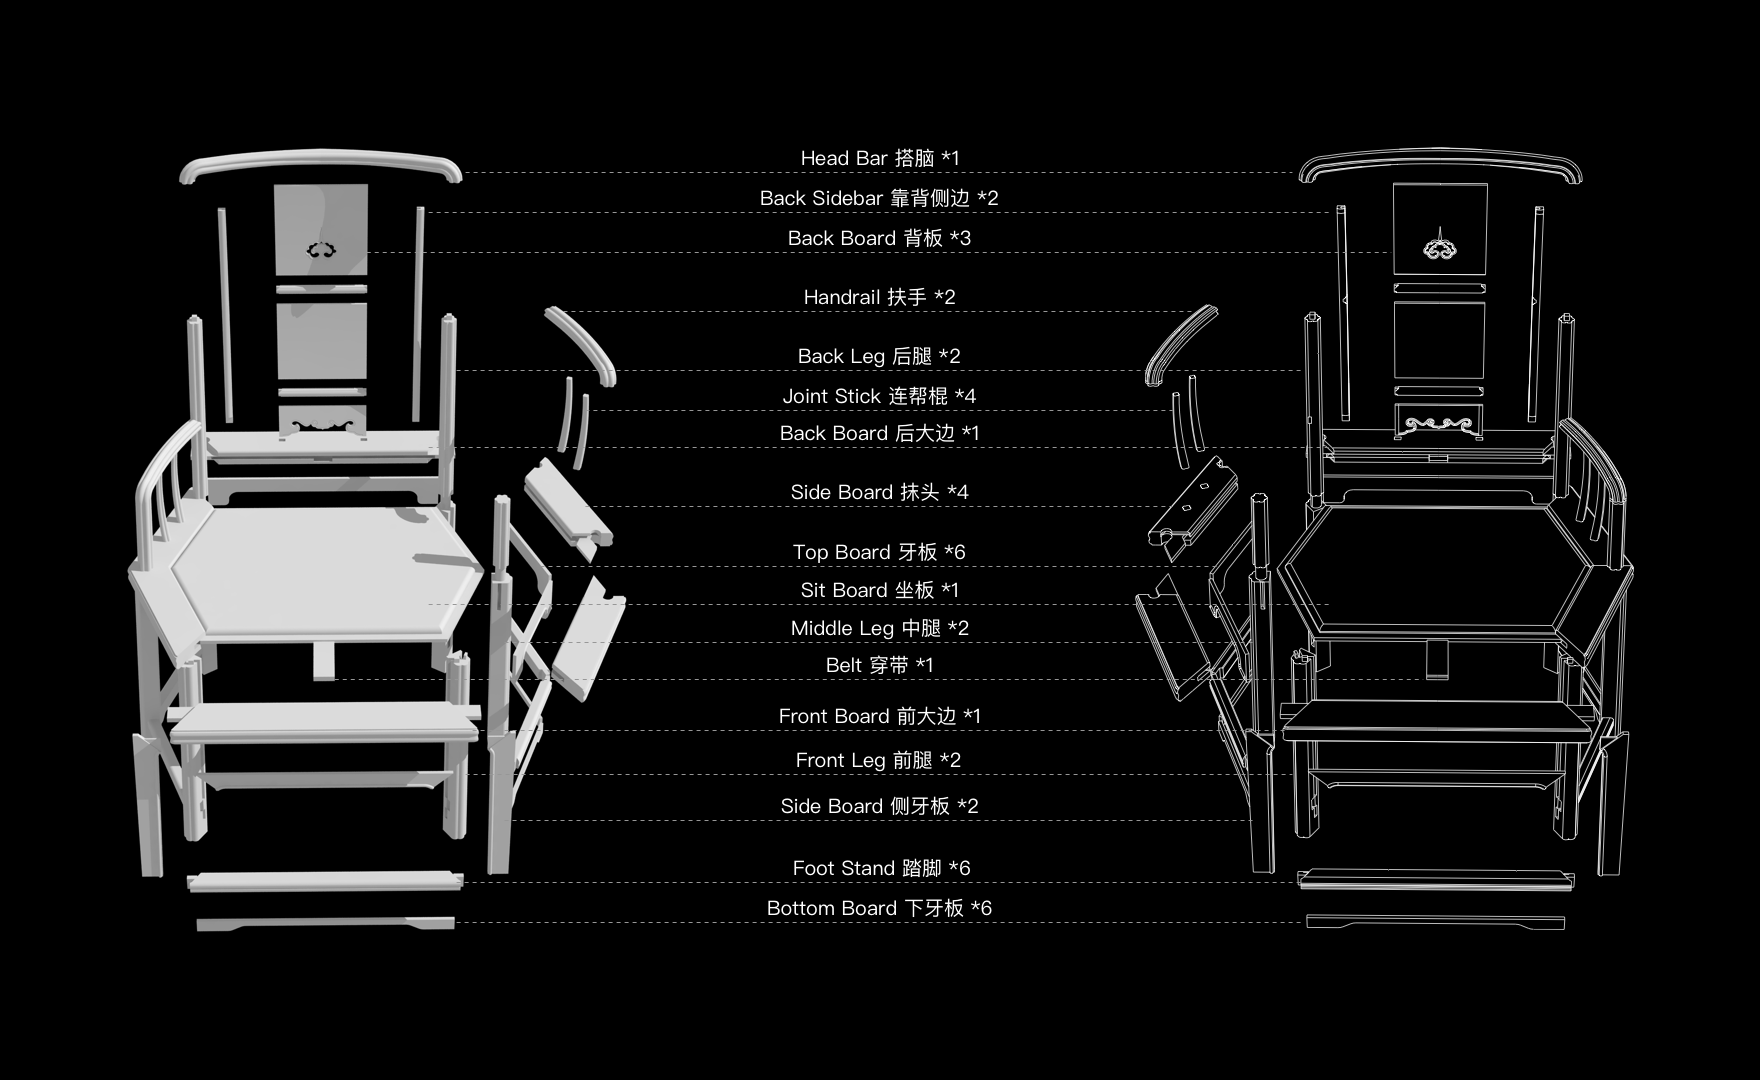 Head Bar 搭脑 *1
Back Sidebar 靠背侧边 *2
Back Board 背板 *3
Handrail 扶手 *2
Back Leg 后腿 *2
Joint Stick 连帮棍 *4
Back Board 后大边 *1
Side Board 抹头 *4
Top Board 牙板 *6
Sit Board 坐板 *1
Middle Leg 中腿 *2
Belt 穿带 *1
Front Board 前大边 *1
Front Leg 前腿 *2
Side Board 侧牙板 *2
Foot Stand 踏脚 *6
Bottom Board 下牙板 *6